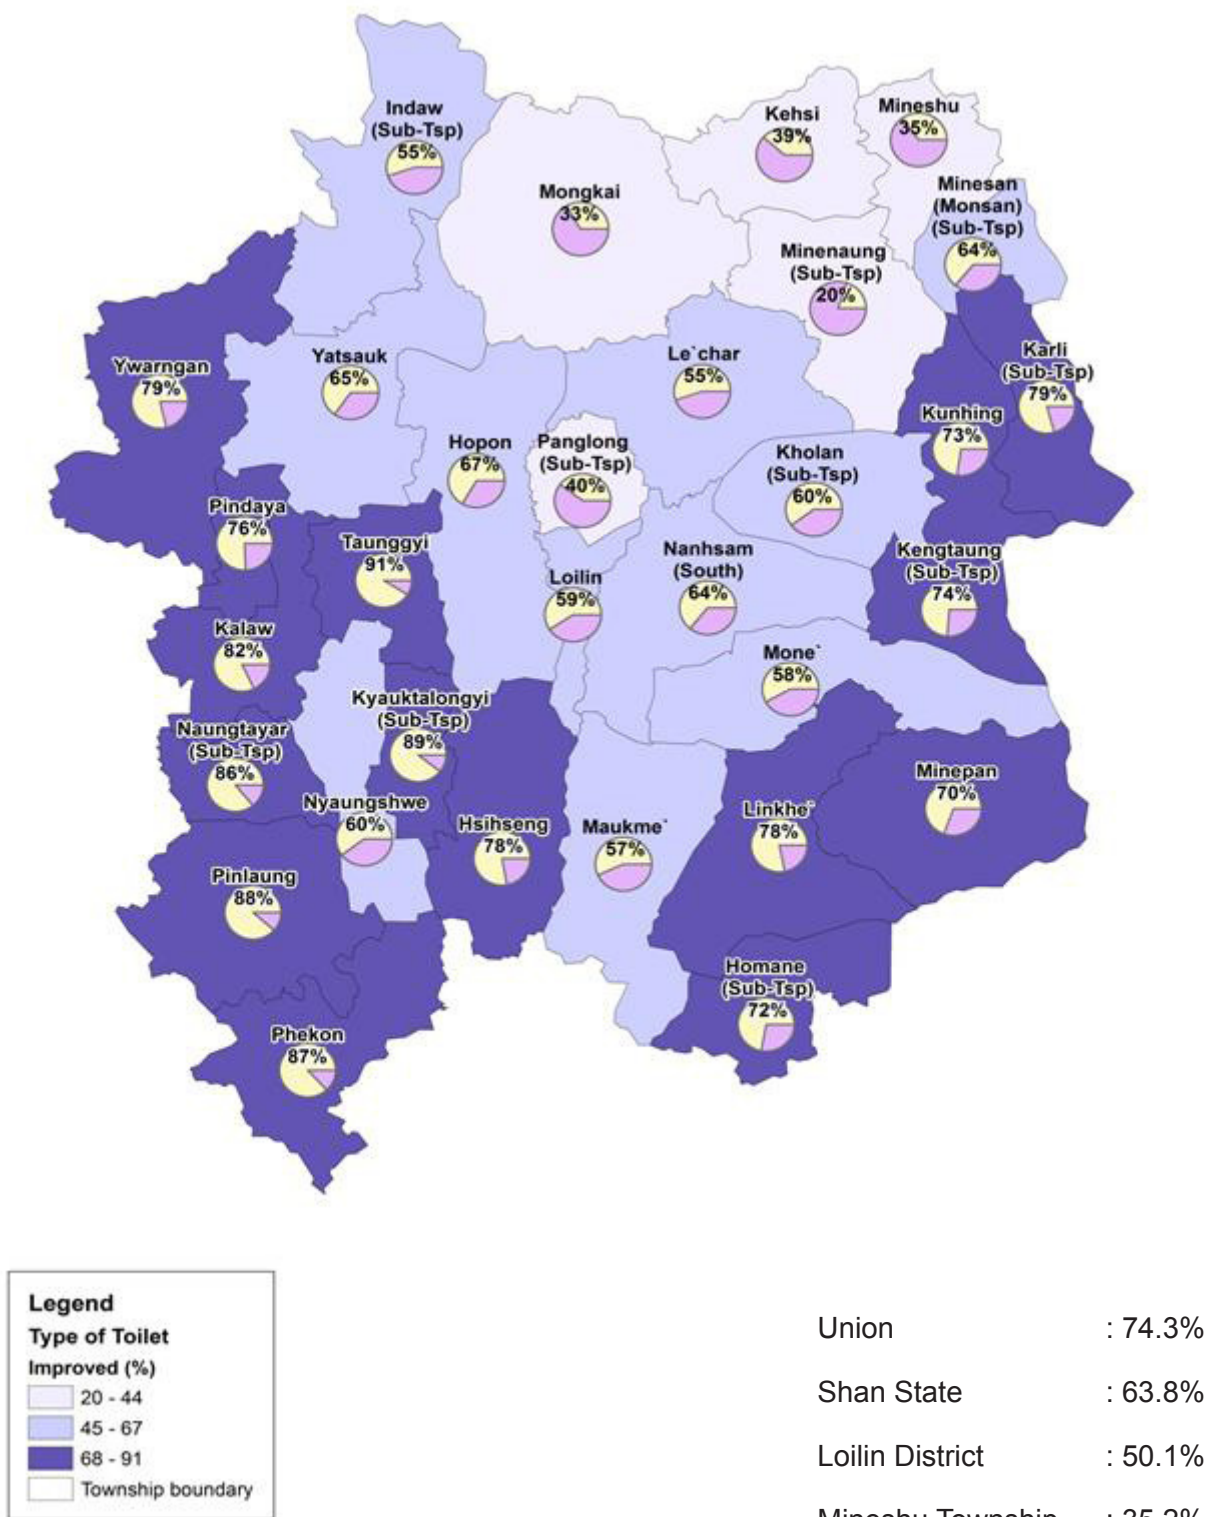 Indaw
(Sub-Tsp)
55%
Kehsi
39%
Mineshu
35%
Mongkai
33%
Minesan
(Monsan)
(Sub-Tsp)
64%
Minenaung
(Sub-Tsp)
20%
Ywarngan
79%
Yatsauk
65%
Le`char
55%
Karli
(Sub-Tsp)
79%
Kunhing
73%
Hopon
67%
Panglong
(Sub-Tsp)
40%
Kholan
(Sub-Tsp)
60%
Pindaya
76%
Taunggyi
91%
Nanhsam
(South)
64%
Kengtaung
(Sub-Tsp)
74%
Loilin
59%
Kalaw
82%
Mone`
58%
Kyauktalongyi
(Sub-Tsp)
89%
Naungtayar
(Sub-Tsp)
86%
Minepan
70%
Nyaungshwe
60%
Hsihseng
78%
Maukme`
57%
Linkhe`
78%
Pinlaung
88%
Homane
(Sub-Tsp)
72%
Phekon
87%
Legend
Type of Toilet
Improved (%)
20 - 44
45 - 67
68 - 91
Township boundary
Union : 74.3%
Shan State : 63.8%
Loilin District : 50.1%
Mineshu Township : 35.2%